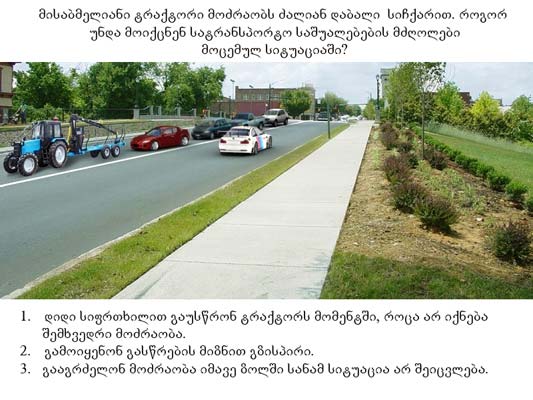 მისაბმელიანი ტრაქტორი მოძრაობს ძალიან დაბალი სიჩქარით. როგორ
უნდა მოიქცნენ სატრანსპორტო საშუალებების მძღოლები
მოცემულ სიტუაციაში?
1. დიდი სიფრთხილით გაუსწრონ ტრაქტორს მომენტში, როცა არ იქნება
შემხვედრი მოძრაობა.
2. გამოიყენონ გასწრების მიზნით გზისპირი.
3. გააგრძელონ მოძრაობა იმავე ზოლში სანამ სიტუაცია არ შეიცვლება.